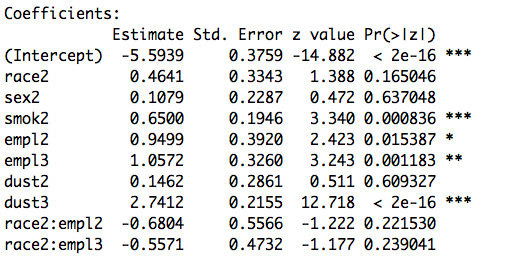 Coefficients:
Estimate Std. Error z value Pr(>|z|)
(Intercept) -5.5939 0.3759 -14.882 < 2e-16 ***
race2 0.4641 0.3343 1.388 0.165046
sex2 0.1079 0.2287 0.472 0.637048
smok2 0.6500 0.1946 3.340 0.000836 ***
empl2 0.9499 0.3920 2.423 0.015387 *
empl3 1.0572 0.3260 3.243 0.001183 **
dust2 0.1462 0.2861 0.511 0.609327
dust3 2.7412 0.2155 12.718 < 2e-16 ***
race2:empl2 -0.6804 0.5566 -1.222 0.221530
race2:empl3 -0.5571 0.4732 -1.177 0.239041